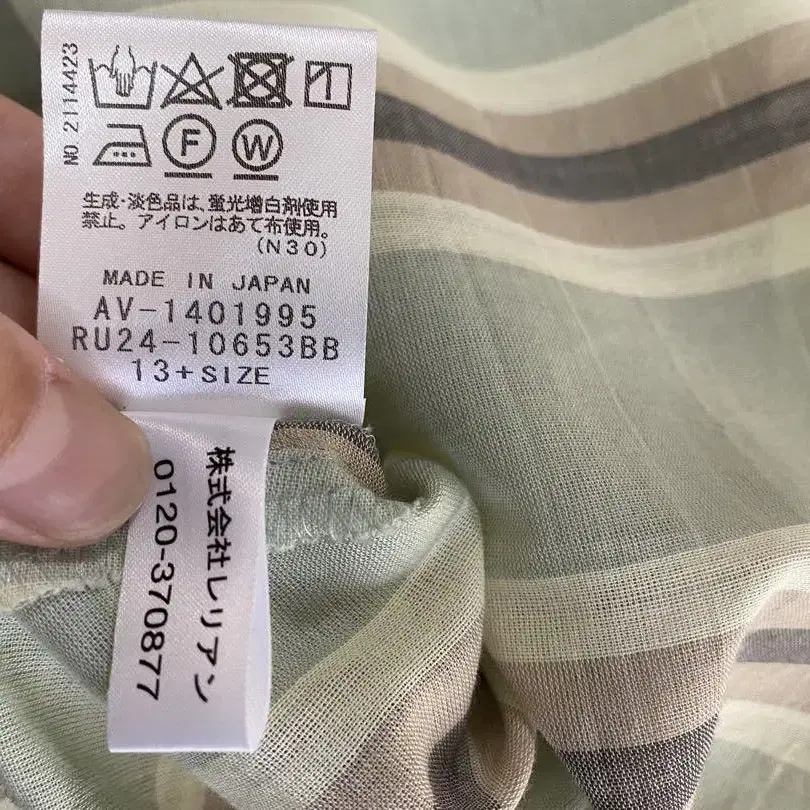 NO.2114423
F W
生成・淡色品は、蛍光増白剤使用
禁止。アイロンはあて布使用。
(N30)
MADE IN JAPAN
AV-1401995
RU24-10653BB
13+SIZE
株式会社レリアン
0120-370877